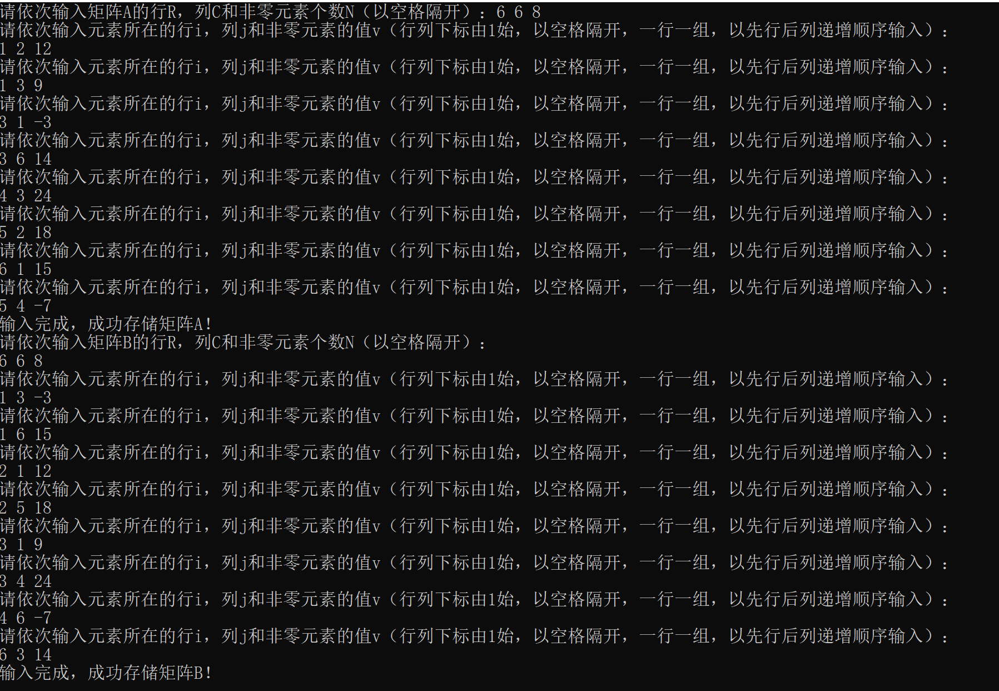 请依次输入矩阵A的行R，列C和非零元素个数N（以空格隔开）：6 6 8
请依次输入元素所在的行i，列j和非零元素的值v（行列下标由1始，以空格隔开，一行一组，以先行后列递增顺序输入）：
1 2 12
请依次输入元素所在的行i，列j和非零元素的值v（行列下标由1始，以空格隔开，一行一组，以先行后列递增顺序输入）：
1 3 9
请依次输入元素所在的行i，列j和非零元素的值v（行列下标由1始，以空格隔开，一行一组，以先行后列递增顺序输入）：
3 1 -3
请依次输入元素所在的行i，列j和非零元素的值v（行列下标由1始，以空格隔开，一行一组，以先行后列递增顺序输入）：
3 6 14
请依次输入元素所在的行i，列j和非零元素的值v（行列下标由1始，以空格隔开，一行一组，以先行后列递增顺序输入）：
4 3 24
请依次输入元素所在的行i，列j和非零元素的值v（行列下标由1始，以空格隔开，一行一组，以先行后列递增顺序输入）：
5 2 18
请依次输入元素所在的行i，列j和非零元素的值v（行列下标由1始，以空格隔开，一行一组，以先行后列递增顺序输入）：
6 1 15
请依次输入元素所在的行i，列j和非零元素的值v（行列下标由1始，以空格隔开，一行一组，以先行后列递增顺序输入）：
5 4 -7
输入完成，成功存储矩阵A！
请依次输入矩阵B的行R，列C和非零元素个数N（以空格隔开）：
6 6 8
请依次输入元素所在的行i，列j和非零元素的值v（行列下标由1始，以空格隔开，一行一组，以先行后列递增顺序输入）：
1 3 -3
请依次输入元素所在的行i，列j和非零元素的值v（行列下标由1始，以空格隔开，一行一组，以先行后列递增顺序输入）：
1 6 15
请依次输入元素所在的行i，列j和非零元素的值v（行列下标由1始，以空格隔开，一行一组，以先行后列递增顺序输入）：
2 1 12
请依次输入元素所在的行i，列j和非零元素的值v（行列下标由1始，以空格隔开，一行一组，以先行后列递增顺序输入）：
2 5 18
请依次输入元素所在的行i，列j和非零元素的值v（行列下标由1始，以空格隔开，一行一组，以先行后列递增顺序输入）：
3 1 9
请依次输入元素所在的行i，列j和非零元素的值v（行列下标由1始，以空格隔开，一行一组，以先行后列递增顺序输入）：
3 4 24
请依次输入元素所在的行i，列j和非零元素的值v（行列下标由1始，以空格隔开，一行一组，以先行后列递增顺序输入）：
4 6 -7
请依次输入元素所在的行i，列j和非零元素的值v（行列下标由1始，以空格隔开，一行一组，以先行后列递增顺序输入）：
6 3 14
输入完成，成功存储矩阵B！